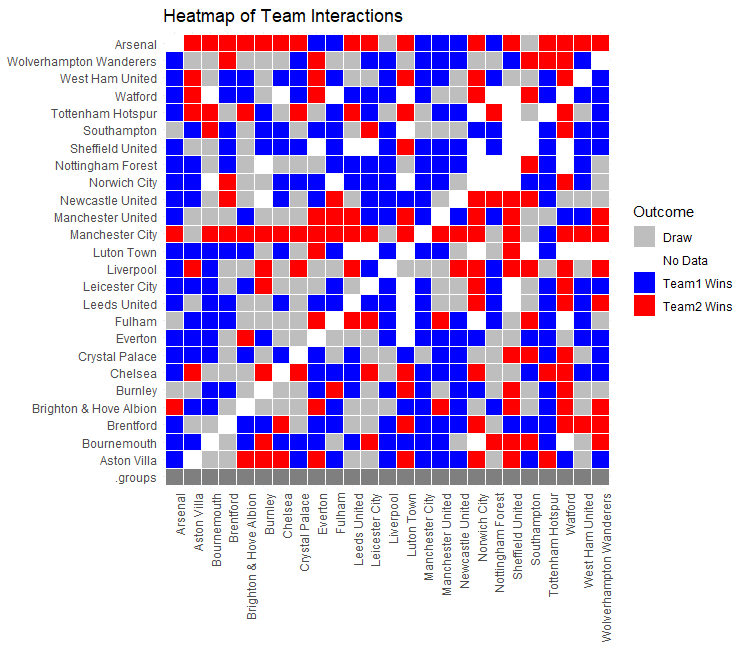 Heatmap of Team Interactions
Arsenal
Wolverhampton Wanderers
West Ham United
Watford
Tottenham Hotspur
Southampton
Sheffield United
Nottingham Forest
Norwich City
Newcastle United
Manchester United
Manchester City
Luton Town
Liverpool
Leicester City
Leeds United
Fulham
Everton
Crystal Palace
Chelsea
Burnley
Brighton & Hove Albion
Brentford
Bournemouth
Aston Villa
.groups
Arsenal
Aston Villa
Bournemouth
Brentford
Brighton & Hove Albion
Burnley
Chelsea
Crystal Palace
Everton
Fulham
Leeds United
Leicester City
Liverpool
Luton Town
Manchester City
Manchester United
Newcastle United
Norwich City
Nottingham Forest
Sheffield United
Southampton
Tottenham Hotspur
Watford
West Ham United
Wolverhampton Wanderers
Outcome
Draw
No Data
Team1 Wins
Team2 Wins